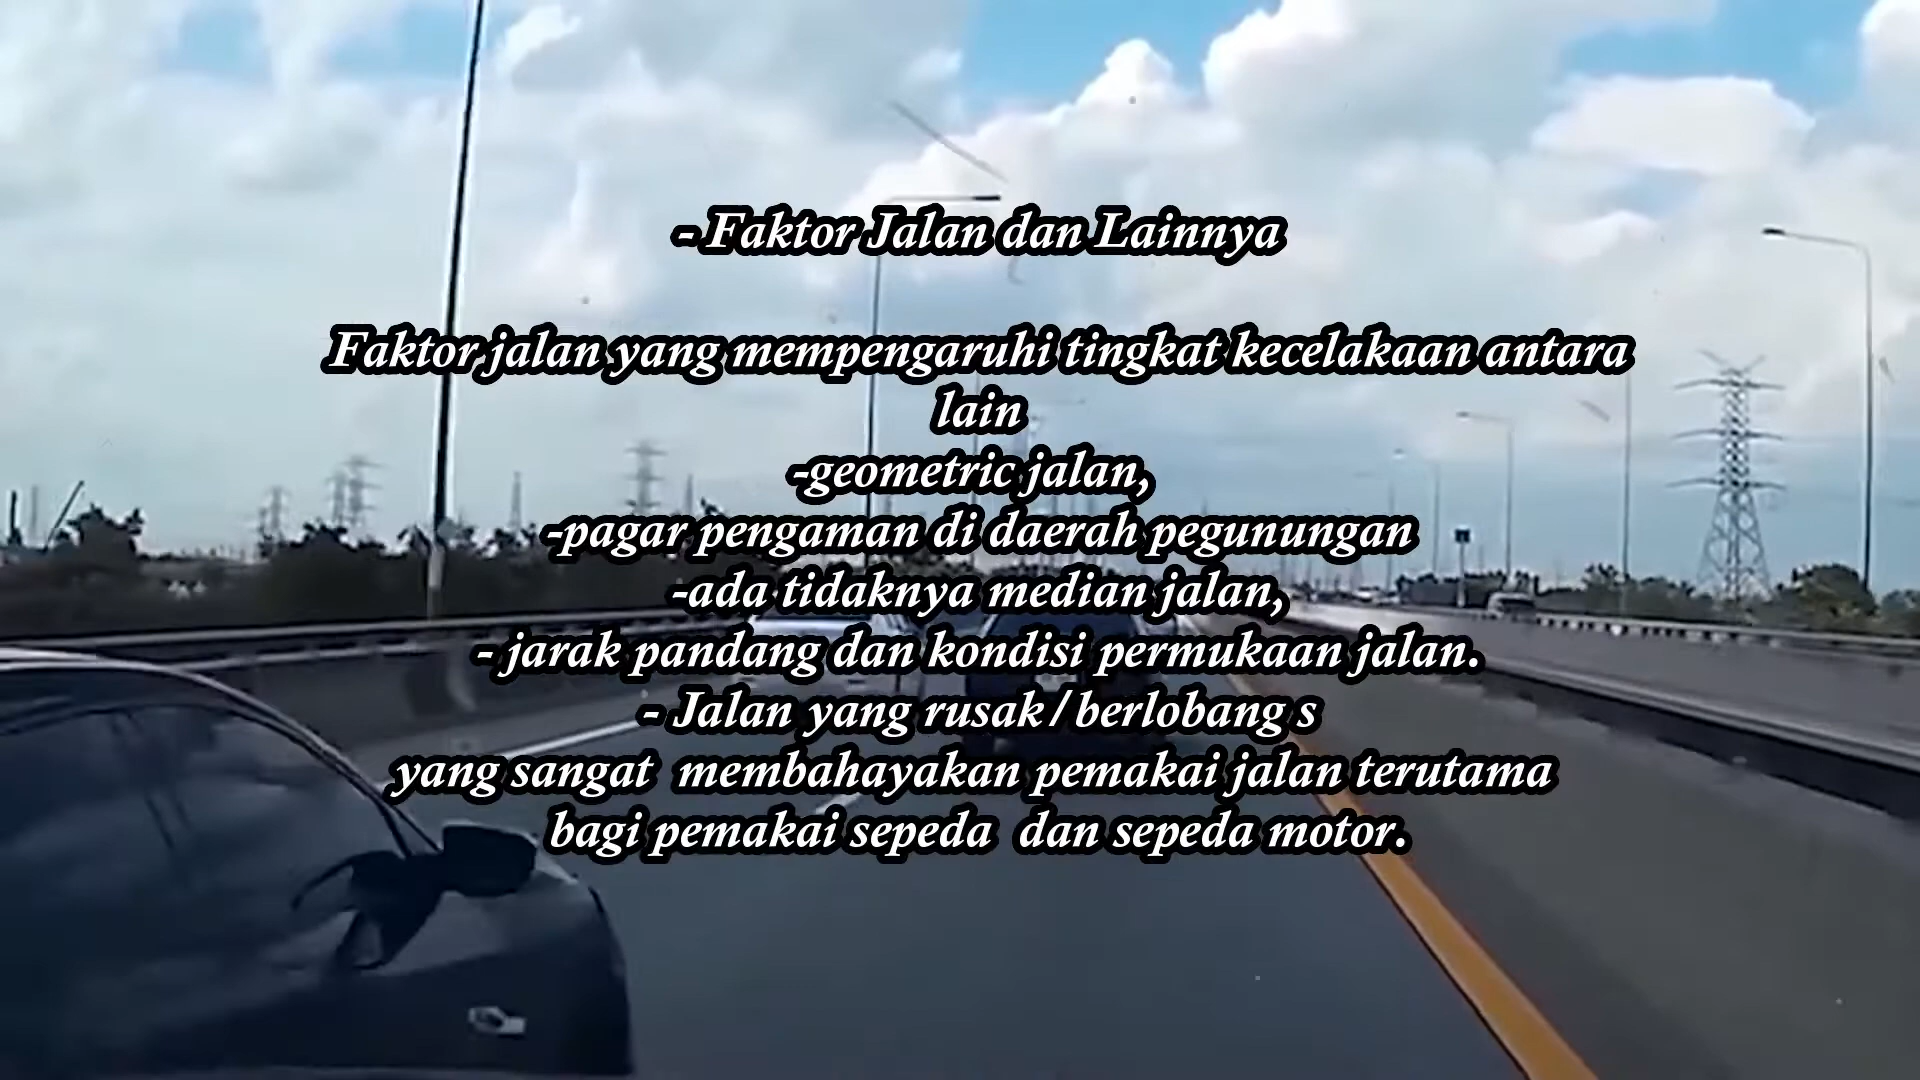 - Faktor Jalan dan Lainnya
Faktor jalan yang mempengaruhi tingkat kecelakaan antara
lain
-geometric jalan,
-pagar pengaman di daerah pegunungan
-ada tidaknya median jalan,
- jarak pandang dan kondisi permukaan jalan.
- Jalan yang rusak/berlobang s
yang sangat  membahayakan pemakai jalan terutama
bagi pemakai sepeda  dan sepeda motor.